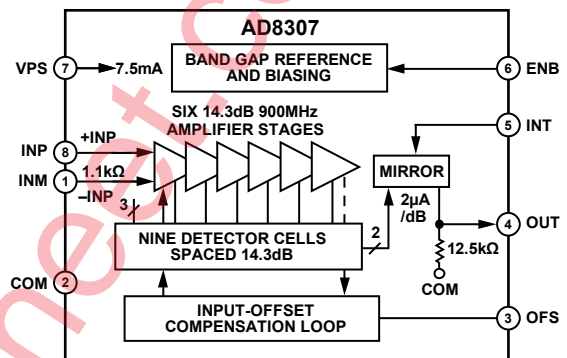 AD8307
VPS 7 7.5mA
BAND GAP REFERENCE
AND BIASING
6 ENB
SIX 14.3dB 900MHz
AMPLIFIER STAGES
5 INT
INP 8 +INP
INM 1 1.1kΩ
–INP
MIRROR
2µA
/dB
4 OUT
3
NINE DETECTOR CELLS
SPACED 14.3dB
2
12.5kΩ
COM
COM 2
INPUT-OFFSET
COMPENSATION LOOP
3 OFS
net.c